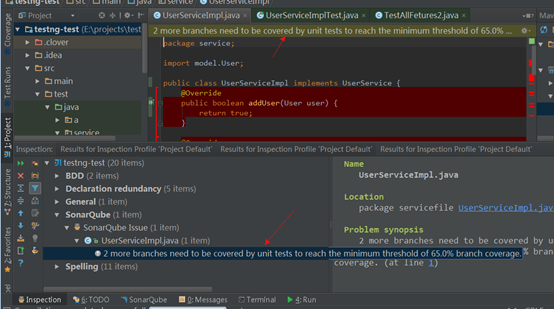 testng-test › src › main › java › service › UserServiceImpl
Project
UserServiceImpl.java × UserServiceImplTest.java × TestAllFetures2.java ×
testng-test (E:\projects\test
.clover
.idea
src
main
test
java
a
service
2 more branches need to be covered by unit tests to reach the minimum threshold of 65.0% ...
package service;
import model.User;
public class UserServiceImpl implements UserService {
@Override
public boolean addUser(User user) {
return true;
}
Cloverage
Test Runs
1: Project
Z: Structure
2: Favorites
Inspection: Results for Inspection Profile 'Project Default' Results for Inspection Profile 'Project Default' Results for Inspection Profile 'Project Default'
testng-test (20 items)
BDD (2 items)
Declaration redundancy (5 items)
General (1 item)
SonarQube (1 item)
SonarQube Issue (1 item)
UserServiceImpl.java (1 item)
2 more branches need to be covered by unit tests to reach the minimum threshold of 65.0% branch coverage.
Spelling (11 items)
Name
UserServiceImpl.java
Location
package servicefile UserServiceImpl.jav
Problem synopsis
2 more branches need to be covered by u
% bran
coverage. (at line 1)
Inspection 6: TODO SonarQube 0: Messages Terminal 4: Run